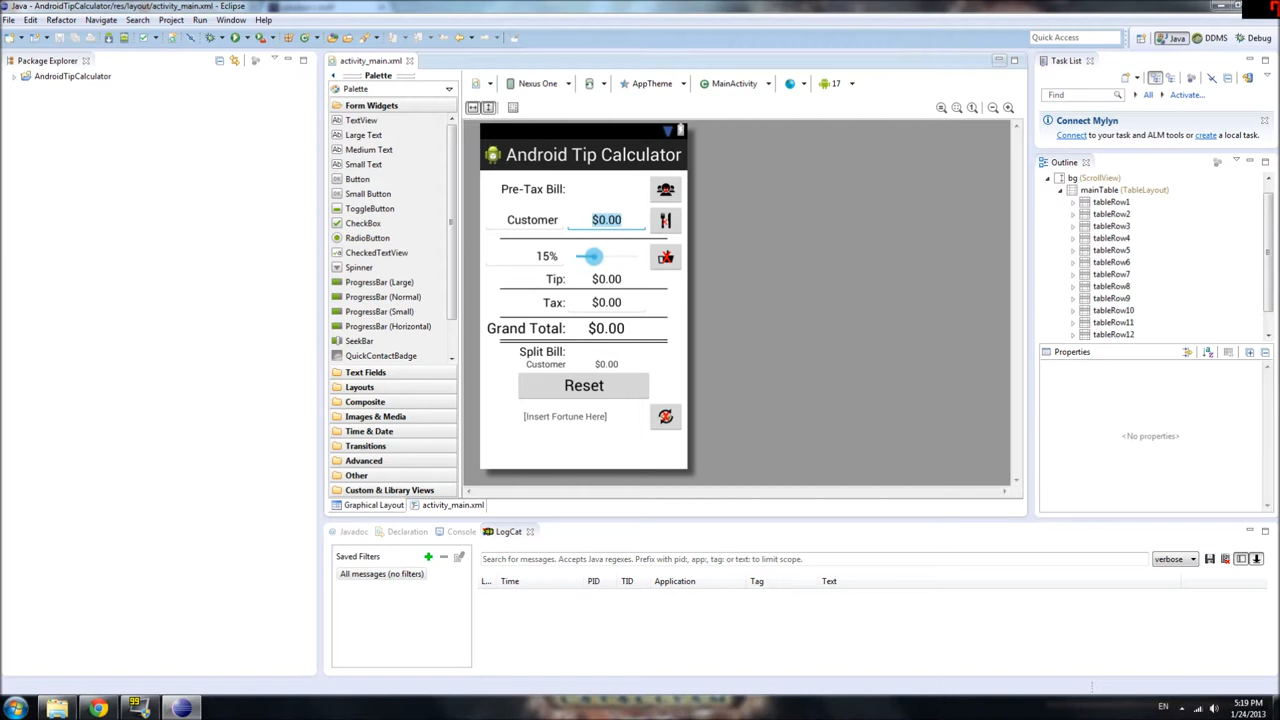 Java - AndroidTipCalculator/res/layout/activity_main.xml - Eclipse
File Edit Refactor Navigate Search Project Run Window Help
Quick Access
Java
DDMS
Debug
Package Explorer
AndroidTipCalculator
activity_main.xml
Palette
Palette
Form Widgets
Ab TextView
Ab Large Text
Ab Medium Text
Ab Small Text
Button
Small Button
ToggleButton
CheckBox
RadioButton
CheckedTextView
Spinner
ProgressBar (Large)
ProgressBar (Normal)
ProgressBar (Small)
ProgressBar (Horizontal)
SeekBar
QuickContactBadge
Text Fields
Layouts
Composite
Images & Media
Time & Date
Transitions
Advanced
Other
Custom & Library Views
Graphical Layout
activity_main.xml
Nexus One
AppTheme
MainActivity
17
Android Tip Calculator
Pre-Tax Bill:
Customer $0.00
15%
Tip: $0.00
Tax: $0.00
Grand Total: $0.00
Split Bill:
Customer $0.00
Reset
[Insert Fortune Here]
Task List
Find
All
Activate...
Connect Mylyn
Connect to your task and ALM tools or create a local task.
Outline
bg (ScrollView)
mainTable (TableLayout)
tableRow1
tableRow2
tableRow3
tableRow4
tableRow5
tableRow6
tableRow7
tableRow8
tableRow9
tableRow10
tableRow11
tableRow12
Properties
<No properties>
Javadoc
Declaration
Console
LogCat
Saved Filters
All messages (no filters)
Search for messages. Accepts Java regexes. Prefix with pid:, app:, tag: or text: to limit scope.
verbose
L... Time PID TID Application Tag Text
99
EN
5:19 PM
1/24/2013